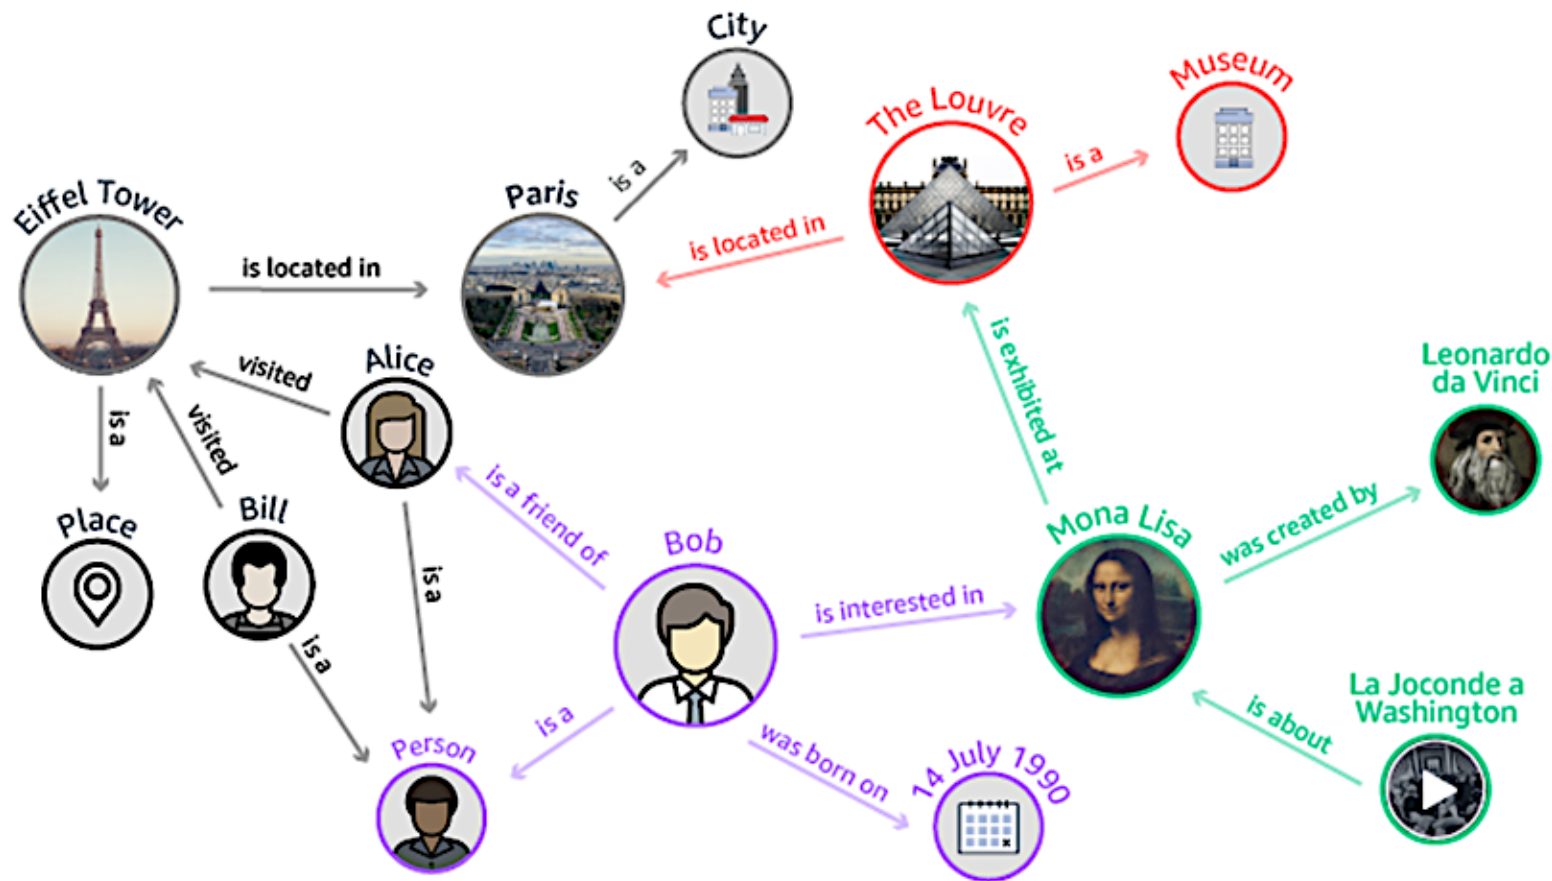 City
Museum
The Louvre
is a
is a
Eiffel Tower
Paris
is located in
is located in
Alice
visited
is exhibited at
Leonardo
da Vinci
is a
visited
is a friend of
was created by
Place
Bill
Mona Lisa
Bob
is a
is interested in
is a
is a
La Joconde a
Washington
is about
Person
was born on
14 July 1990